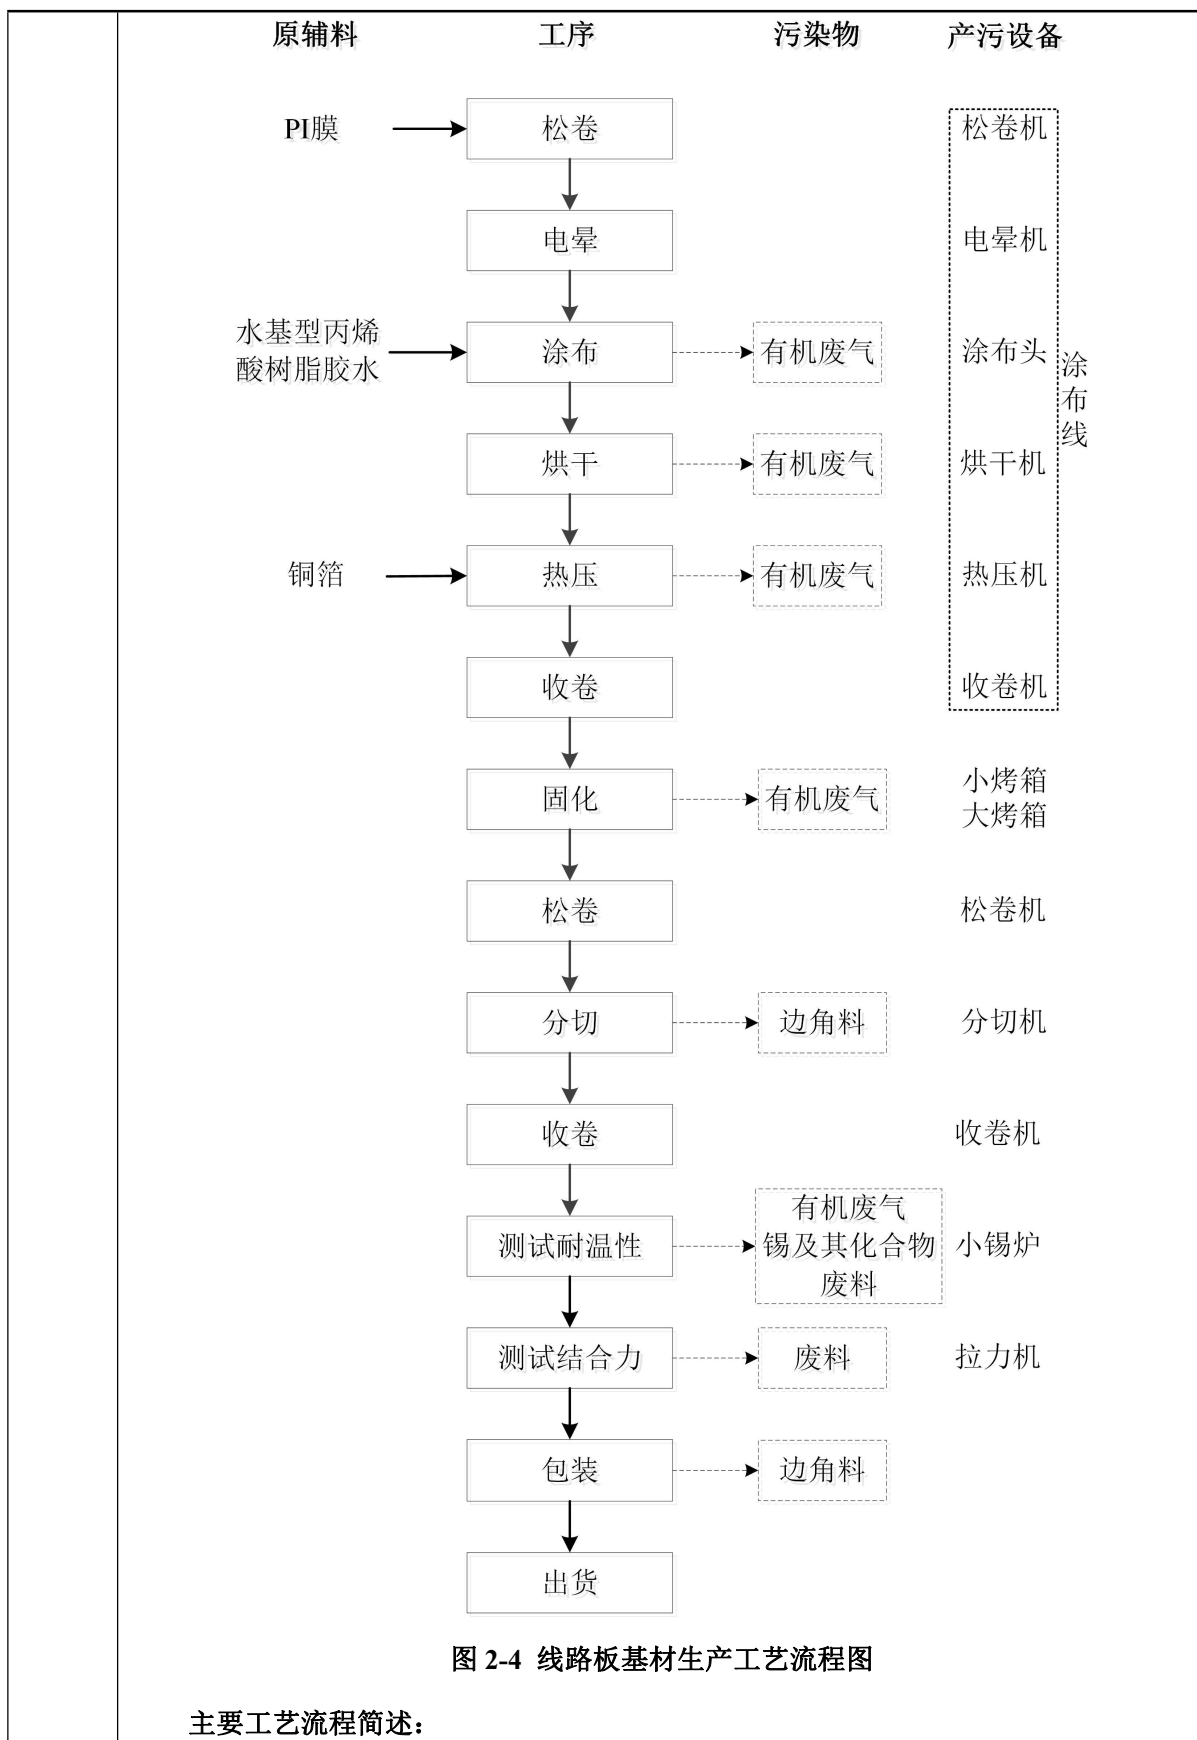 原辅料 工序 污染物 产污设备
PI膜 松卷 松卷机
电晕 电晕机
水基型丙烯
酸树脂胶水 涂布 有机废气 涂布头
涂布线
烘干 有机废气 烘干机
铜箔 热压 有机废气 热压机
收卷 收卷机
固化 有机废气 小烤箱
大烤箱
松卷 松卷机
分切 边角料 分切机
收卷 收卷机
有机废气
测试耐温性 锡及其化合物 小锡炉
废料
测试结合力 废料 拉力机
包装 边角料
出货
图 2-4 线路板基材生产工艺流程图
主要工艺流程简述：